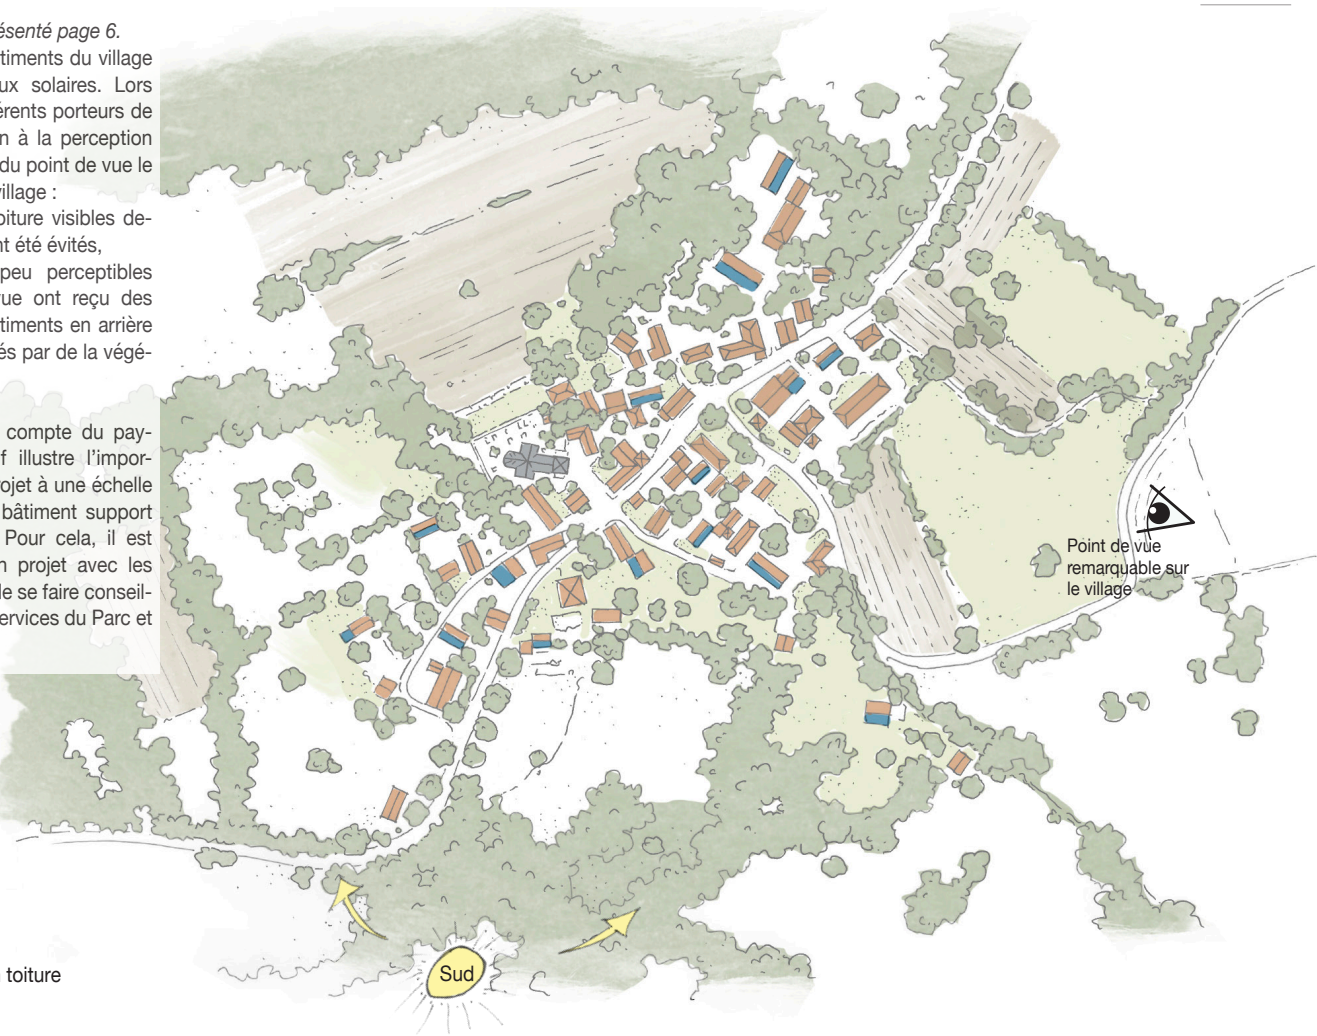 ésenté page 6.
timents du village
ux solaires. Lors
érents porteurs de
n à la perception
du point de vue le
village :
oiture visibles de-
nt été évités,
peu perceptibles
vue ont reçu des
timents en arrière
és par de la végé-
compte du pay-
f illustre l’impor-
rojet à une échelle
bâtiment support
Pour cela, il est
n projet avec les
le se faire conseil-
ervices du Parc et
Point de vue
remarquable sur
le village
Sud
toiture